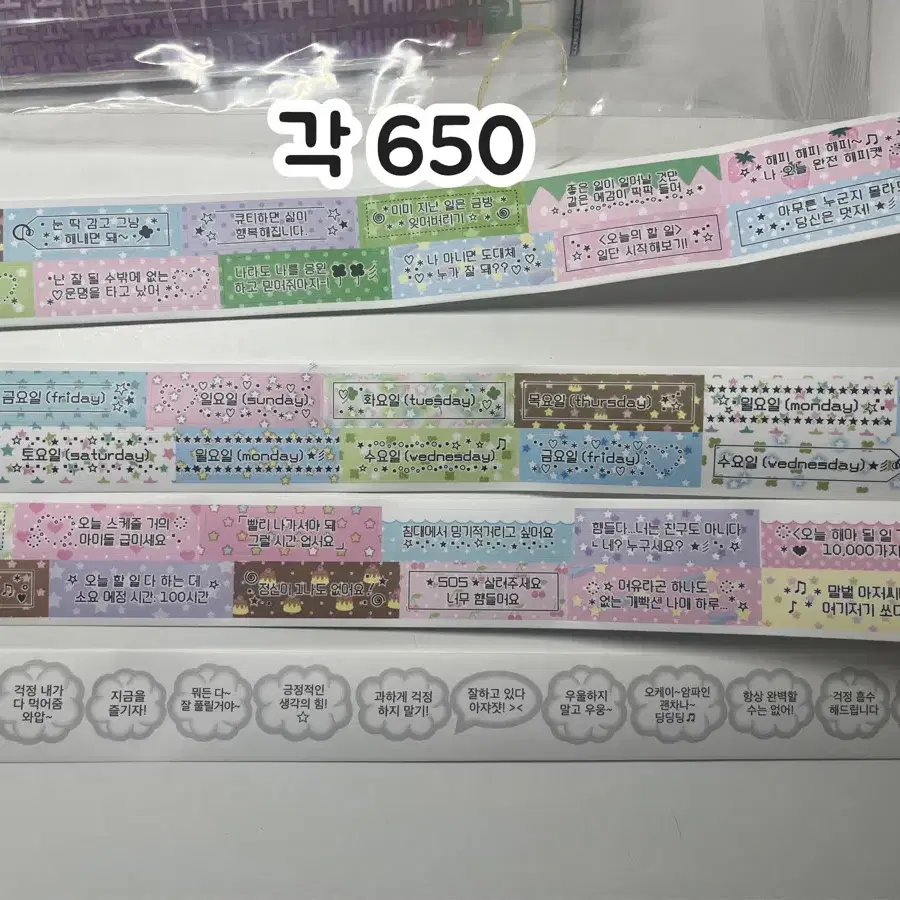 각 650
눈 딱 감고 그냥
해내면 돼~
큐티하면 삶이
행복해집니다
이미 지난 일은 금방
잊어버리기
좋은 일이 일어날 것만
같은 예감이 팍팍 들어
해피 해피 해피~♫
나 오늘 완전 해피캣
난 잘 될 수밖에 없는
운명을 타고 났어
나라도 나를 응원
하고 믿어줘야지
나 아니면 도대체
누가 잘 돼??
<오늘의 할 일>
일단 시작해보기!
아무튼 누군지 몰라도
당신은 멋져!
금요일 (friday)
일요일 (sunday)
화요일 (tuesday)
목요일 (thursday)
월요일 (monday)
토요일 (saturday)
월요일 (monday)
수요일 (wednesday)
금요일 (friday)
수요일 (wednesday)
오늘 스케줄 거의
아이돌 급이세요
「빨리 나가셔야 돼
그럴 시간 없서요」
침대에서 밍기적거리고 싶어요
힘들다..너는 친구도 아니다
네? 누구세요?
<오늘 해야 될 일
10,000가지
오늘 할 일 다 하는 데
소요 예정 시간: 100시간
정신이 하나도 없어요!
SOS ★ 살려주세요
너무 힘들어요
여유라곤 하나도
없는 개빡센 나의 하루...
말벌 아저씨
여기저기 쏘다
걱정 내가
다 먹어줌
와압~
지금을
즐기자!
뭐든 다~
잘 풀릴거야~
긍정적인
생각의 힘!
☆
과하게 걱정
하지 말기!
잘하고 있다
아쟈쟛! ><
우울하지
말고 우웅~
오케이~암파인
괜차나~
딩딩딩♫
항상 완벽할
수는 없어!
걱정 흡수
해드립니다